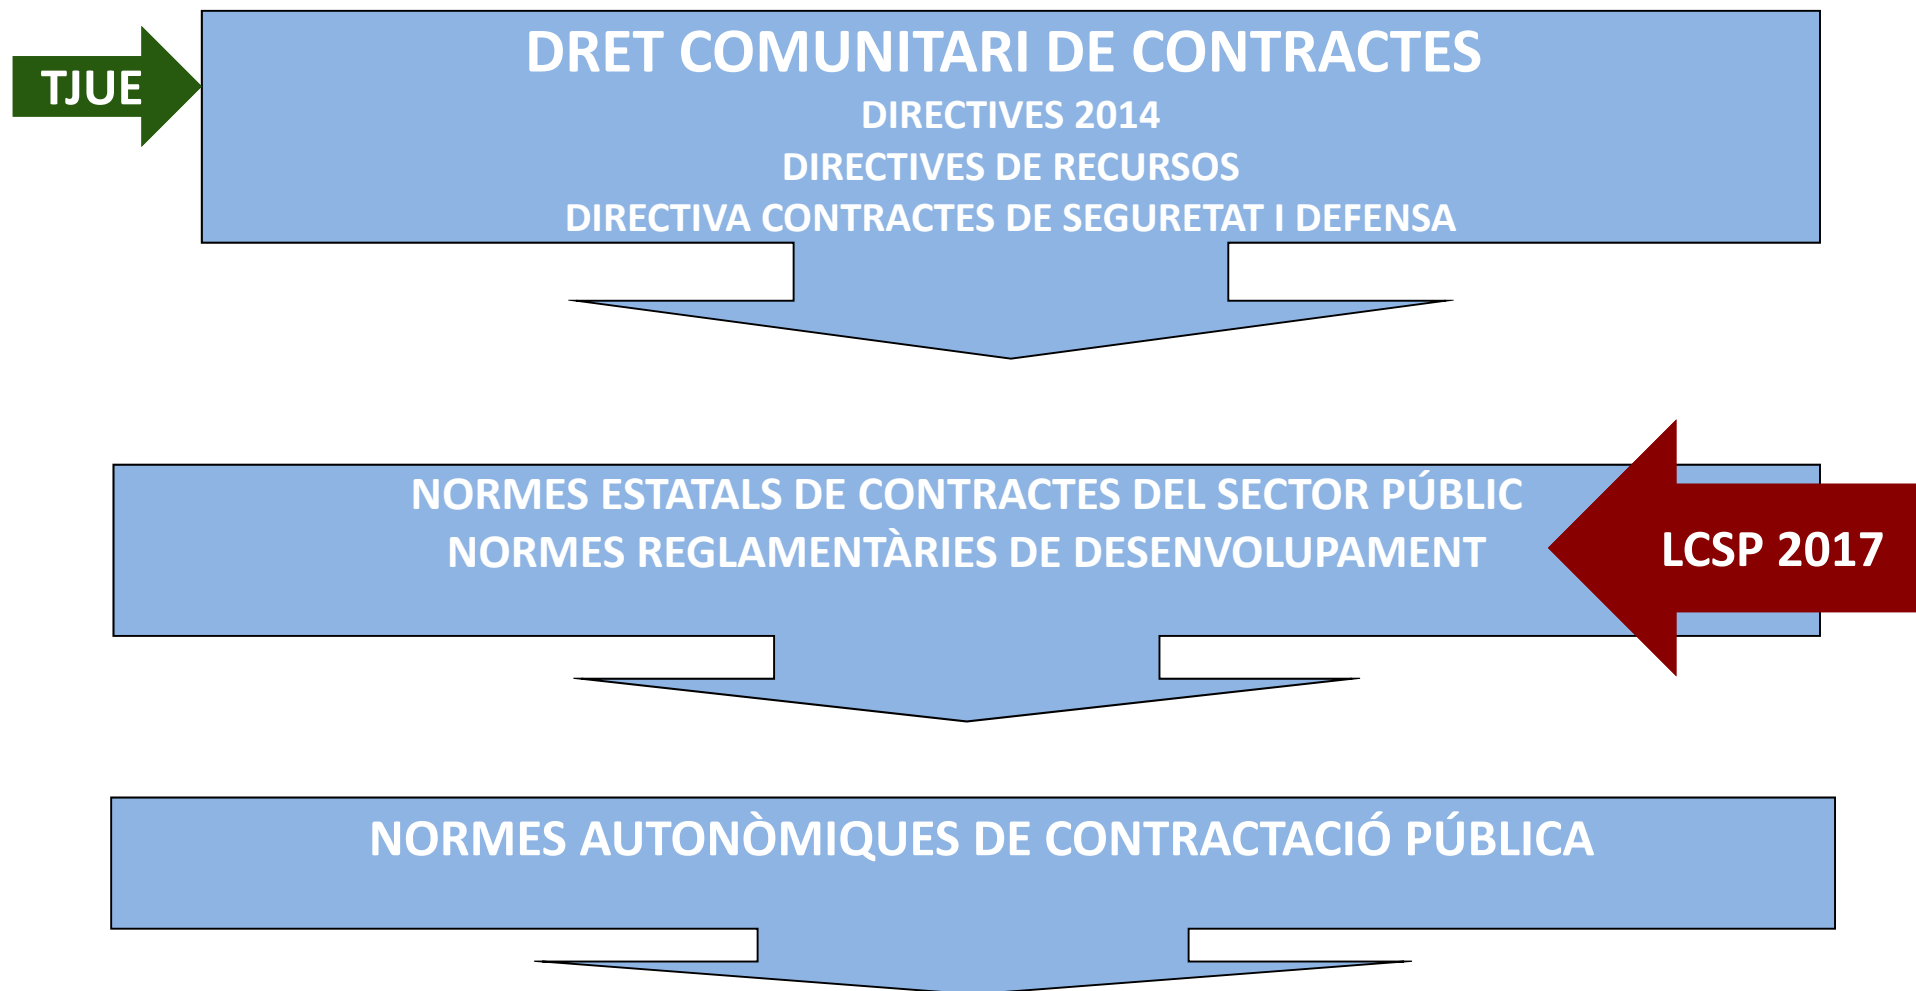 TJUE
DRET COMUNITARI DE CONTRACTES
DIRECTIVES 2014
DIRECTIVES DE RECURSOS
DIRECTIVA CONTRACTES DE SEGURETAT I DEFENSA
NORMES ESTATALS DE CONTRACTES DEL SECTOR PÚBLIC
NORMES REGLAMENTÀRIES DE DESENVOLUPAMENT
LCSP 2017
NORMES AUTONÒMIQUES DE CONTRACTACIÓ PÚBLICA